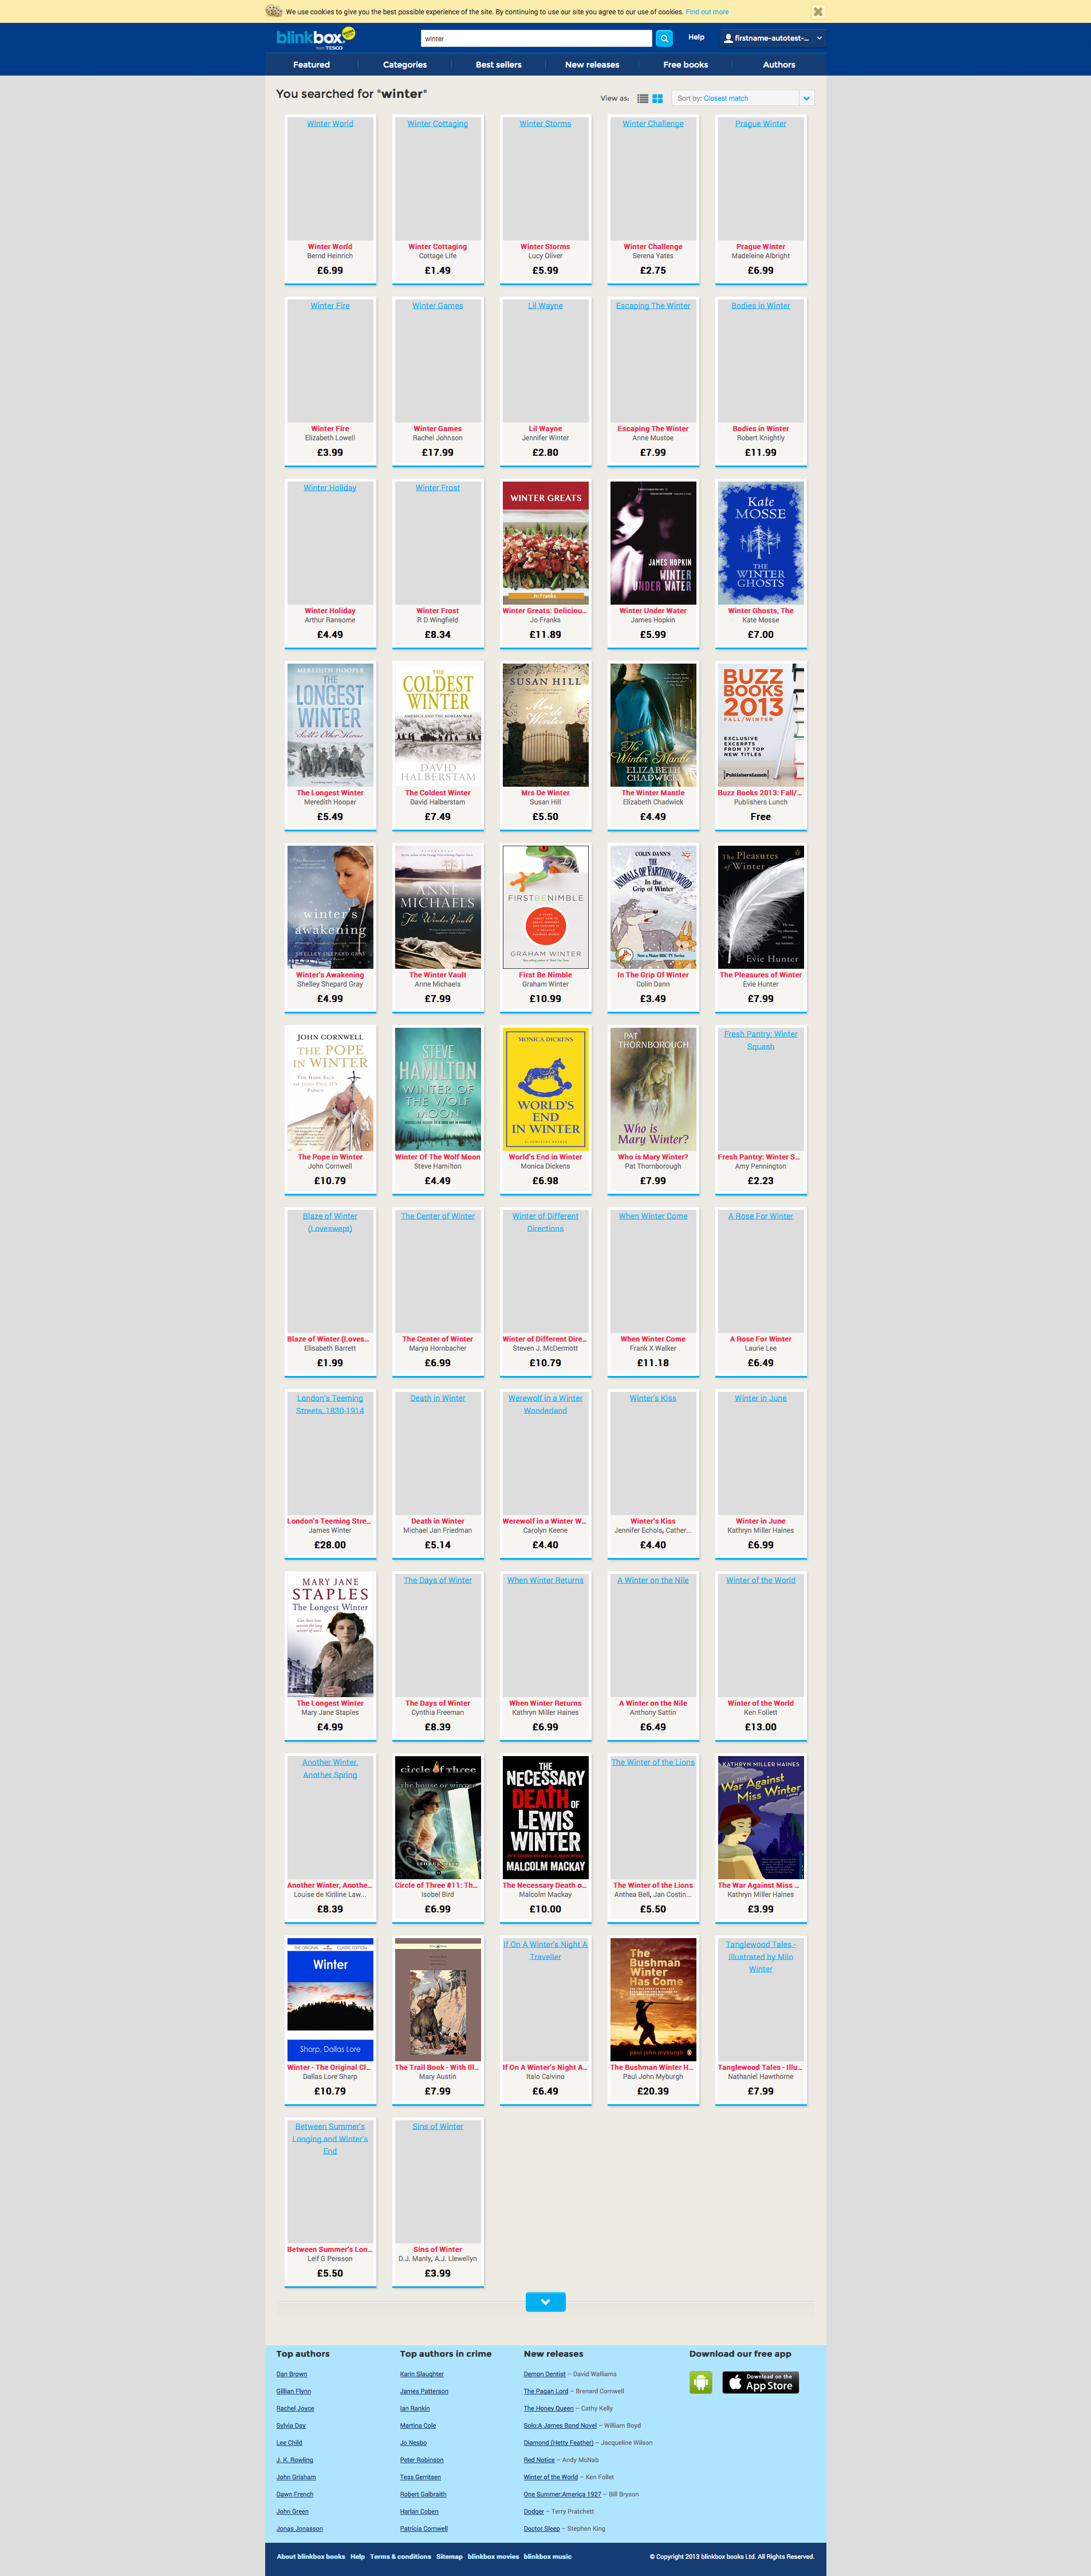 We use cookies to give you the best possible experience of the site. By continuing to use our site you agree to our use of cookies. Find out more
blinkbox
books
from TESCO
winter
Help
firstname-autotest-...
Featured
Categories
Best sellers
New releases
Free books
Authors
You searched for "winter"
View as:
Sort by: Closest match
Winter World
Winter Cottaging
Winter Storms
Winter Challenge
Prague Winter
Winter World
Winter Cottaging
Winter Storms
Winter Challenge
Prague Winter
Bernd Heinrich
Cottage Life
Lucy Oliver
Serena Yates
Madeleine Albright
£6.99
£1.49
£5.99
£2.75
£6.99
Winter Fire
Winter Games
Lil Wayne
Escaping The Winter
Bodies in Winter
Winter Fire
Winter Games
Lil Wayne
Escaping The Winter
Bodies in Winter
Elizabeth Lowell
Rachel Johnson
Jennifer Winter
Anne Mustoe
Robert Knightly
£3.99
£17.99
£2.80
£7.99
£11.99
Winter Holiday
Winter Frost
WINTER GREATS
Jo Franks
JAMES HOPKIN
WINTER
UNDER WATER
Kate
MOSSE
THE
WINTER
GHOSTS
Winter Holiday
Winter Frost
Winter Greats: Deliciou...
Winter Under Water
Winter Ghosts, The
Arthur Ransome
R D Wingfield
Jo Franks
James Hopkin
Kate Mosse
£4.49
£8.34
£11.89
£5.99
£7.00
MEREDITH HOOPER
THE
LONGEST
WINTER
Scott's Other Heroes
THE
COLDEST
WINTER
AMERICA AND THE KOREAN WAR
DAVID
HALBERSTAM
SUSAN HILL
Mrs
de
Winter
The
Winter Mantle
ELIZABETH
CHADWICK
BUZZ
BOOKS
2013
FALL/WINTER
EXCLUSIVE
EXCERPTS
FROM 17 TOP
NEW TITLES
PublishersLunch
The Longest Winter
The Coldest Winter
Mrs De Winter
The Winter Mantle
Buzz Books 2013: Fall/...
Meredith Hooper
David Halberstam
Susan Hill
Elizabeth Chadwick
Publishers Lunch
£5.49
£7.49
£5.50
£4.49
Free
winter's
awakening
SHELLEY SHEPARD GRAY
ANNE
MICHAELS
The Winter Vault
FIRSTBENIMBLE
GRAHAM WINTER
COLIN DANN'S
THE
ANIMALS OF FARTHING WOOD
In the
Grip of Winter
Now a Major BBC TV Series
The Pleasures
of Winter
Evie Hunter
Winter's Awakening
The Winter Vault
First Be Nimble
In The Grip Of Winter
The Pleasures of Winter
Shelley Shepard Gray
Anne Michaels
Graham Winter
Colin Dann
Evie Hunter
£4.99
£7.99
£10.99
£3.49
£7.99
JOHN CORNWELL
THE POPE
IN WINTER
THE DARK FACE
OF JOHN PAUL II'S
PAPACY
STEVE
HAMILTON
WINTER OF
THE WOLF
MOON
MONICA DICKENS
WORLD'S
END
IN WINTER
PAT
THORNBOROUGH
Who is
Mary Winter?
Fresh Pantry: Winter
Squash
The Pope in Winter
Winter Of The Wolf Moon
World's End in Winter
Who is Mary Winter?
Fresh Pantry: Winter S...
John Cornwell
Steve Hamilton
Monica Dickens
Pat Thornborough
Amy Pennington
£10.79
£4.49
£6.98
£7.99
£2.23
Blaze of Winter
(Loveswept)
The Center of Winter
Winter of Different
Directions
When Winter Come
A Rose For Winter
Blaze of Winter (Loves...
The Center of Winter
Winter of Different Dire...
When Winter Come
A Rose For Winter
Elisabeth Barrett
Marya Hornbacher
Steven J. McDermott
Frank X Walker
Laurie Lee
£1.99
£6.99
£10.79
£11.18
£6.49
London's Teeming
Streets, 1830-1914
Death in Winter
Werewolf in a Winter
Wonderland
Winter's Kiss
Winter in June
London's Teeming Stre...
Death in Winter
Werewolf in a Winter W...
Winter's Kiss
Winter in June
James Winter
Michael Jan Friedman
Carolyn Keene
Jennifer Echols, Cather...
Kathryn Miller Haines
£28.00
£5.14
£4.40
£4.40
£6.99
MARY JANE
STAPLES
The Longest Winter
The Days of Winter
When Winter Returns
A Winter on the Nile
Winter of the World
The Longest Winter
The Days of Winter
When Winter Returns
A Winter on the Nile
Winter of the World
Mary Jane Staples
Cynthia Freeman
Kathryn Miller Haines
Anthony Sattin
Ken Follett
£4.99
£8.39
£6.99
£6.49
£13.00
Another Winter,
Another Spring
circle of three
the house of winter
THE
NECESSARY
DEATH OF
LEWIS
WINTER
IT'S HARD TO KILL A MAN WELL
MALCOLM MACKAY
The Winter of the Lions
KATHRYN MILLER HAINES
THE
War Against
Miss Winter
Another Winter, Anothe...
Circle of Three #11: Th...
The Necessary Death o...
The Winter of the Lions
The War Against Miss ...
Louise de Kiriline Law...
Isobel Bird
Malcolm Mackay
Anthea Bell, Jan Costin...
Kathryn Miller Haines
£8.39
£6.99
£10.00
£5.50
£3.99
THE ORIGINAL CLASSIC EDITION
Winter
Sharp, Dallas Lore
If On A Winter's Night A
Traveller
The
Bushman
Winter
Has Come
paul john myburgh
Tanglewood Tales -
Illustrated by Milo
Winter
Winter - The Original Cl...
The Trail Book - With Ill...
If On A Winter's Night A...
The Bushman Winter H...
Tanglewood Tales - Illu...
Dallas Lore Sharp
Mary Austin
Italo Calvino
Paul John Myburgh
Nathaniel Hawthorne
£10.79
£7.99
£6.49
£20.39
£7.99
Between Summer's
Longing and Winter's
End
Sins of Winter
Between Summer's Lon...
Sins of Winter
Leif G Persson
D.J. Manly, A.J. Llewellyn
£5.50
£3.99
Top authors
Dan Brown
Gillian Flynn
Rachel Joyce
Sylvia Day
Lee Child
J. K. Rowling
John Grisham
Dawn French
John Green
Jonas Jonasson
Top authors in crime
Karin Slaughter
James Patterson
Ian Rankin
Martina Cole
Jo Nesbo
Peter Robinson
Tess Gerritsen
Robert Galbraith
Harlan Coben
Patricia Cornwell
New releases
Demon Dentist – David Walliams
The Pagan Lord – Brenard Cornwell
The Honey Queen – Cathy Kelly
Solo:A James Bond Novel – William Boyd
Diamond (Hetty Feather) – Jacqueline Wilson
Red Notice – Andy McNab
Winter of the World – Ken Follet
One Summer:America 1927 – Bill Bryson
Dodger – Terry Pratchett
Doctor Sleep – Stephen King
Download our free app
Download on the
App Store
About blinkbox books
Help
Terms & conditions
Sitemap
blinkbox movies
blinkbox music
© Copyright 2013 blinkbox books Ltd. All Rights Reserved.